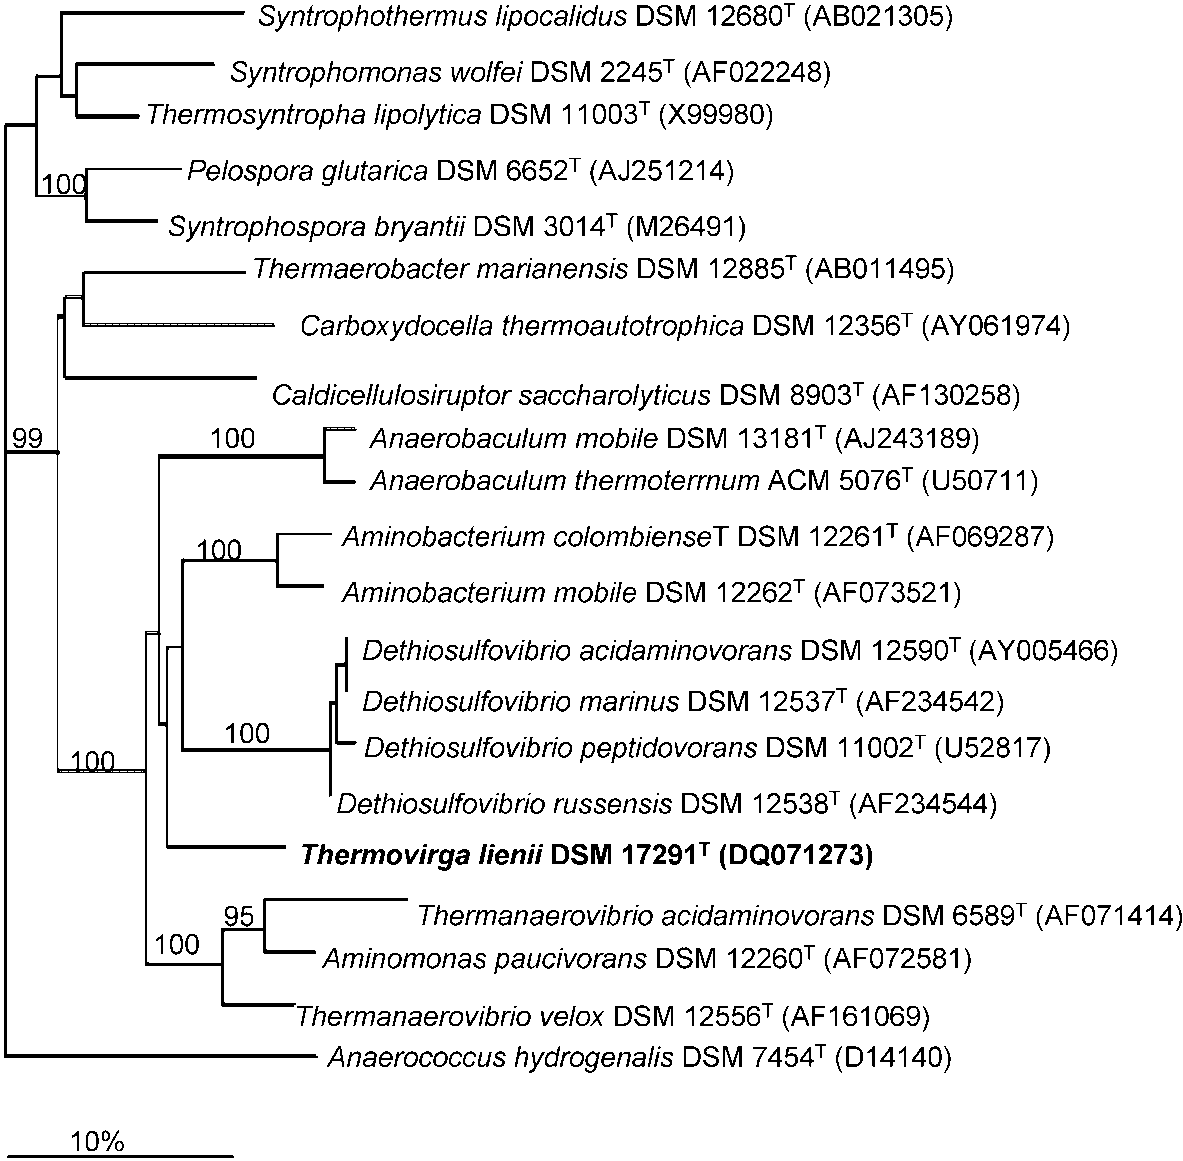 Syntrophothermus lipocalidus DSM 12680ᵀ (AB021305)
Syntrophomonas wolfei DSM 2245ᵀ (AF022248)
Thermosyntropha lipolytica DSM 11003ᵀ (X99980)
Pelospora glutarica DSM 6652ᵀ (AJ251214)
100
Syntrophospora bryantii DSM 3014ᵀ (M26491)
Thermaerobacter marianensis DSM 12885ᵀ (AB011495)
Carboxydocella thermoautotrophica DSM 12356ᵀ (AY061974)
Caldicellulosiruptor saccharolyticus DSM 8903ᵀ (AF130258)
99
100
Anaerobaculum mobile DSM 13181ᵀ (AJ243189)
Anaerobaculum thermoterrnum ACM 5076ᵀ (U50711)
Aminobacterium colombienseT DSM 12261ᵀ (AF069287)
100
Aminobacterium mobile DSM 12262ᵀ (AF073521)
Dethiosulfovibrio acidaminovorans DSM 12590ᵀ (AY005466)
Dethiosulfovibrio marinus DSM 12537ᵀ (AF234542)
100
Dethiosulfovibrio peptidovorans DSM 11002ᵀ (U52817)
100
Dethiosulfovibrio russensis DSM 12538ᵀ (AF234544)
Thermovirga lienii DSM 17291ᵀ (DQ071273)
95
Thermanaerovibrio acidaminovorans DSM 6589ᵀ (AF071414)
100
Aminomonas paucivorans DSM 12260ᵀ (AF072581)
Thermanaerovibrio velox DSM 12556ᵀ (AF161069)
Anaerococcus hydrogenalis DSM 7454ᵀ (D14140)
10%